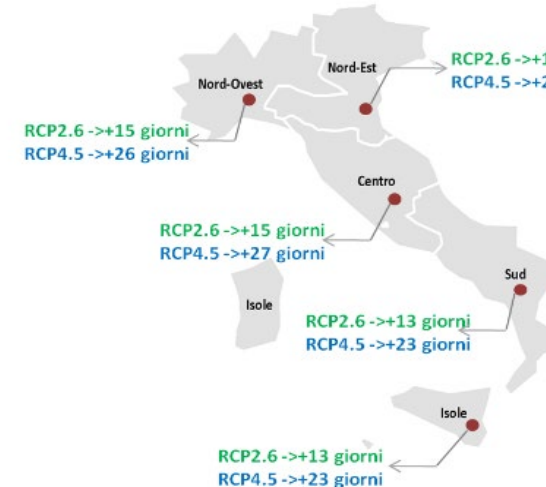 Nord-Est
RCP2.6 ->+1
RCP4.5 ->+2
Nord-Ovest
RCP2.6 ->+15 giorni
RCP4.5 ->+26 giorni
Centro
RCP2.6 ->+15 giorni
RCP4.5 ->+27 giorni
Sud
Isole
RCP2.6 ->+13 giorni
RCP4.5 ->+23 giorni
Isole
RCP2.6 ->+13 giorni
RCP4.5 ->+23 giorni